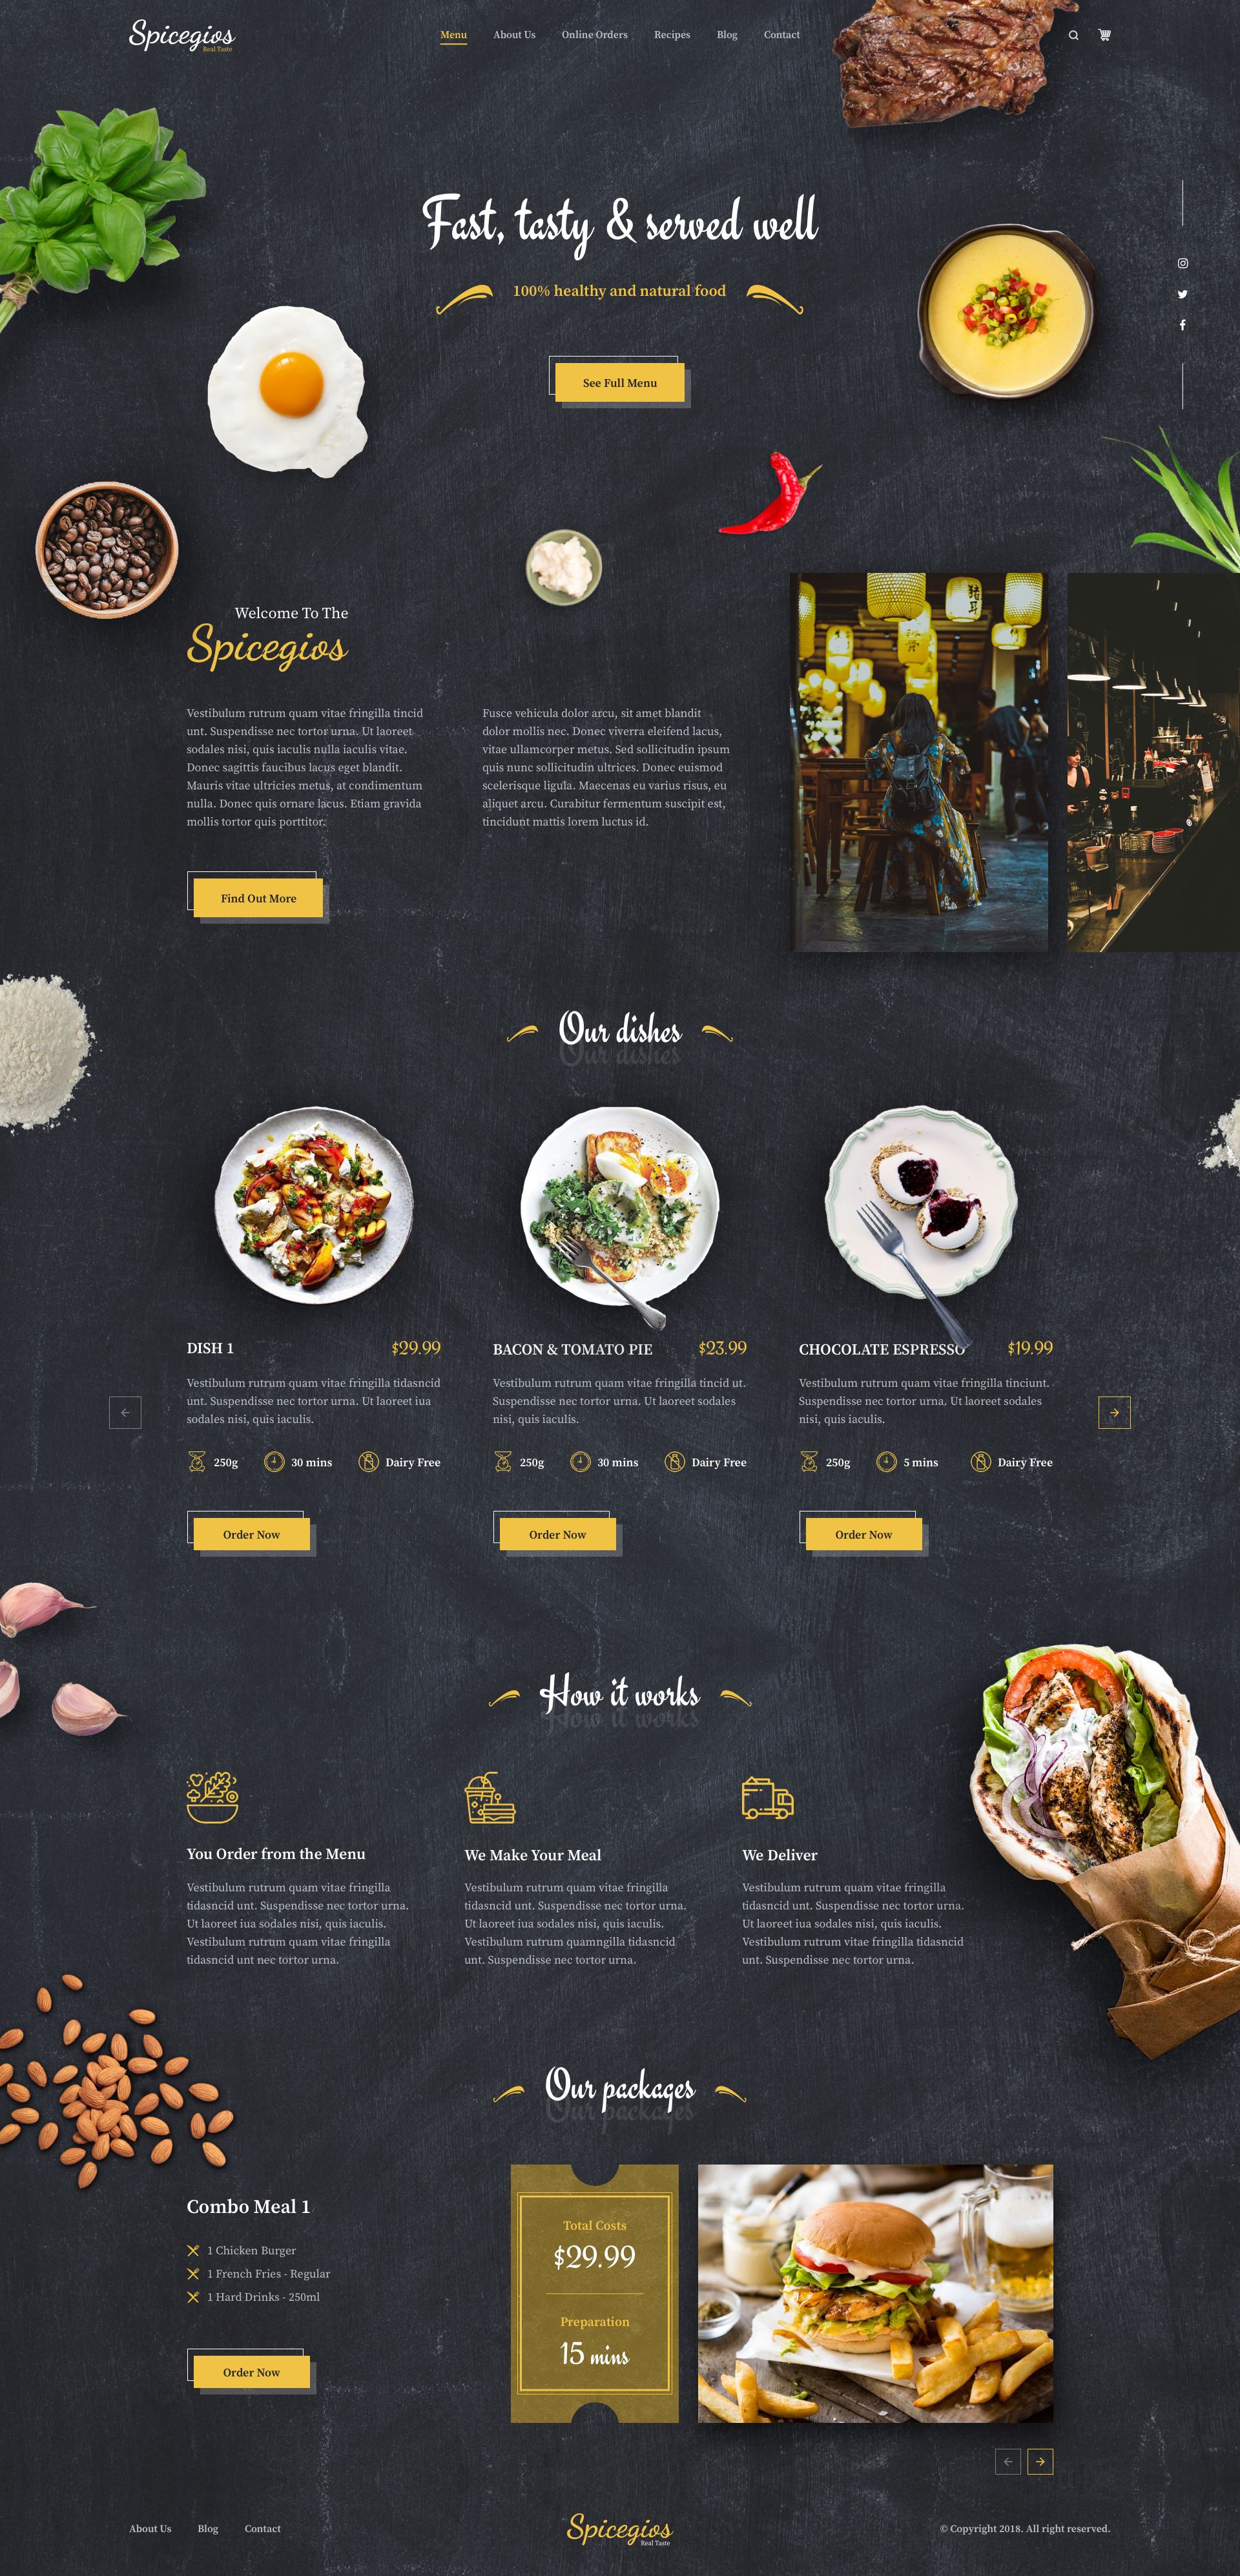 Spicegios
Real Taste
Menu About Us Online Orders Recipes Blog Contact
Fast, tasty & served well
100% healthy and natural food
See Full Menu
Welcome To The
Spicegios
Vestibulum rutrum quam vitae fringilla tincid
unt. Suspendisse nec tortor urna. Ut laoreet
sodales nisi, quis iaculis nulla iaculis vitae.
Donec sagittis faucibus lacus eget blandit.
Mauris vitae ultricies metus, at condimentum
nulla. Donec quis ornare lacus. Etiam gravida
mollis tortor quis porttitor.
Fusce vehicula dolor arcu, sit amet blandit
dolor mollis nec. Donec viverra eleifend lacus,
vitae ullamcorper metus. Sed sollicitudin ipsum
quis nunc sollicitudin ultrices. Donec euismod
scelerisque ligula. Maecenas eu varius risus, eu
aliquet arcu. Curabitur fermentum suscipit est,
tincidunt mattis lorem luctus id.
Find Out More
Our dishes
DISH 1 $29.99
Vestibulum rutrum quam vitae fringilla tidasncid
unt. Suspendisse nec tortor urna. Ut laoreet iua
sodales nisi, quis iaculis.
250g 30 mins Dairy Free
Order Now
BACON & TOMATO PIE $23.99
Vestibulum rutrum quam vitae fringilla tincid ut.
Suspendisse nec tortor urna. Ut laoreet sodales
nisi, quis iaculis.
250g 30 mins Dairy Free
Order Now
CHOCOLATE ESPRESSO $19.99
Vestibulum rutrum quam vitae fringilla tinciunt.
Suspendisse nec tortor urna. Ut laoreet sodales
nisi, quis iaculis.
250g 5 mins Dairy Free
Order Now
How it works
You Order from the Menu
Vestibulum rutrum quam vitae fringilla
tidasncid unt. Suspendisse nec tortor urna.
Ut laoreet iua sodales nisi, quis iaculis.
Vestibulum rutrum quam vitae fringilla
tidasncid unt nec tortor urna.
We Make Your Meal
Vestibulum rutrum quam vitae fringilla
tidasncid unt. Suspendisse nec tortor urna.
Ut laoreet iua sodales nisi, quis iaculis.
Vestibulum rutrum quamngilla tidasncid
unt. Suspendisse nec tortor urna.
We Deliver
Vestibulum rutrum quam vitae fringilla
tidasncid unt. Suspendisse nec tortor urna.
Ut laoreet iua sodales nisi, quis iaculis.
Vestibulum rutrum vitae fringilla tidasncid
unt. Suspendisse nec tortor urna.
Our packages
Combo Meal 1
1 Chicken Burger
1 French Fries - Regular
1 Hard Drinks - 250ml
Order Now
Total Costs
$29.99
Preparation
15 mins
About Us Blog Contact
Spicegios
Real Taste
© Copyright 2018. All right reserved.